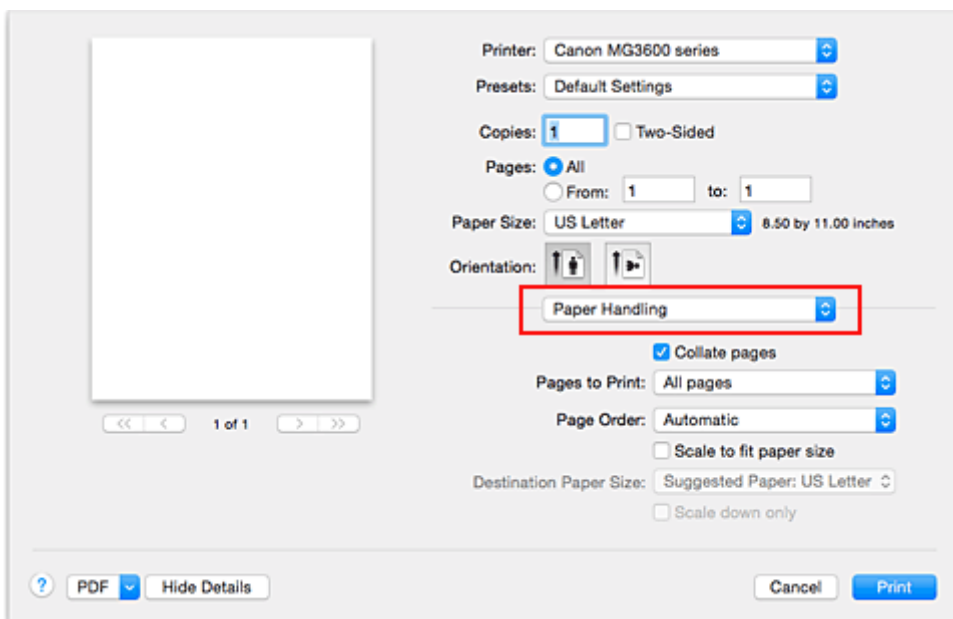 Printer: Canon MG3600 series
Presets: Default Settings
Copies: 1 Two-Sided
Pages: All
From: 1 to: 1
Paper Size: US Letter 8.50 by 11.00 inches
Orientation:
Paper Handling
Collate pages
Pages to Print: All pages
1 of 1
Page Order: Automatic
Scale to fit paper size
Destination Paper Size: Suggested Paper: US Letter
Scale down only
? PDF Hide Details Cancel Print